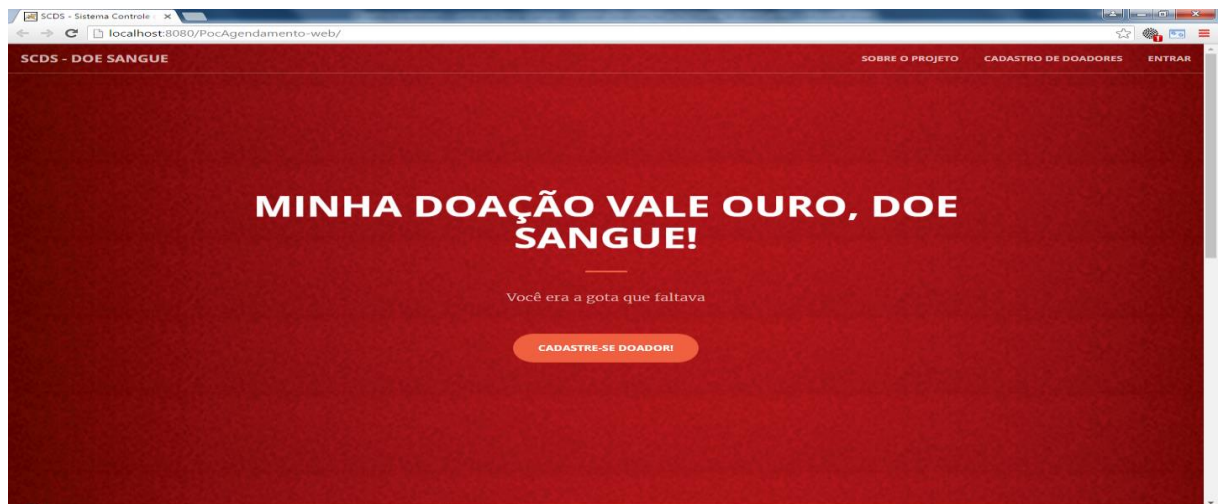 SCDS - Sistema Controle
localhost:8080/PocAgendamento-web/
SCDS - DOE SANGUE
SOBRE O PROJETO
CADASTRO DE DOADORES
ENTRAR
MINHA DOAÇÃO VALE OURO, DOE
SANGUE!
Você era a gota que faltava
CADASTRE-SE DOADOR!